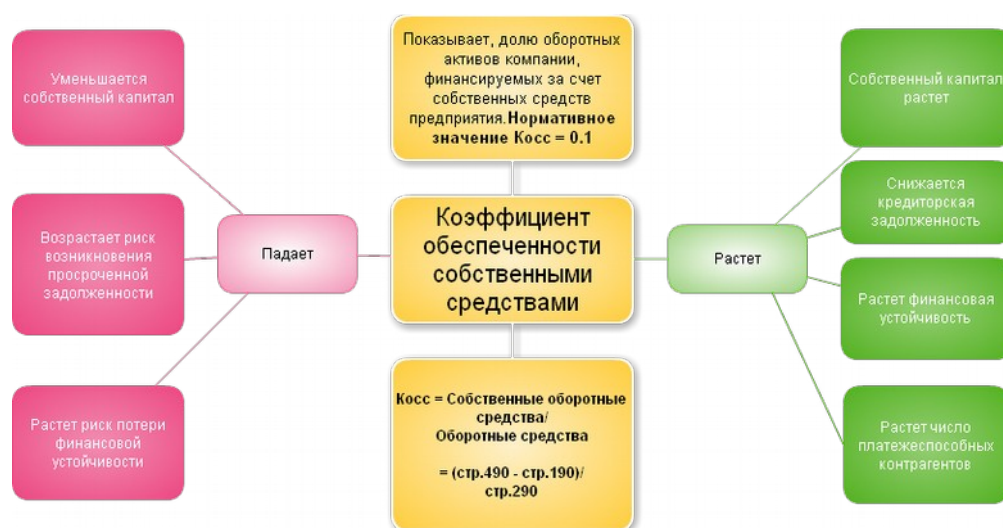 Уменьшается
собственный капитал
Возрастает риск
возникновения
просроченной
задолженности
Растет риск потери
финансовой
устойчивости
Падает
Показывает, долю оборотных
активов компании,
финансируемых за счет
собственных средств
предприятия.Нормативное
значение Косс = 0.1
Коэффициент
обеспеченности
собственными
средствами
Косс = Собственные оборотные
средства/
Оборотные средства
= (стр.490 - стр.190)/
стр.290
Растет
Собственный капитал
растет
Снижается
кредиторская
задолженность
Растет финансовая
устойчивость
Растет число
платежеспособных
контрагентов